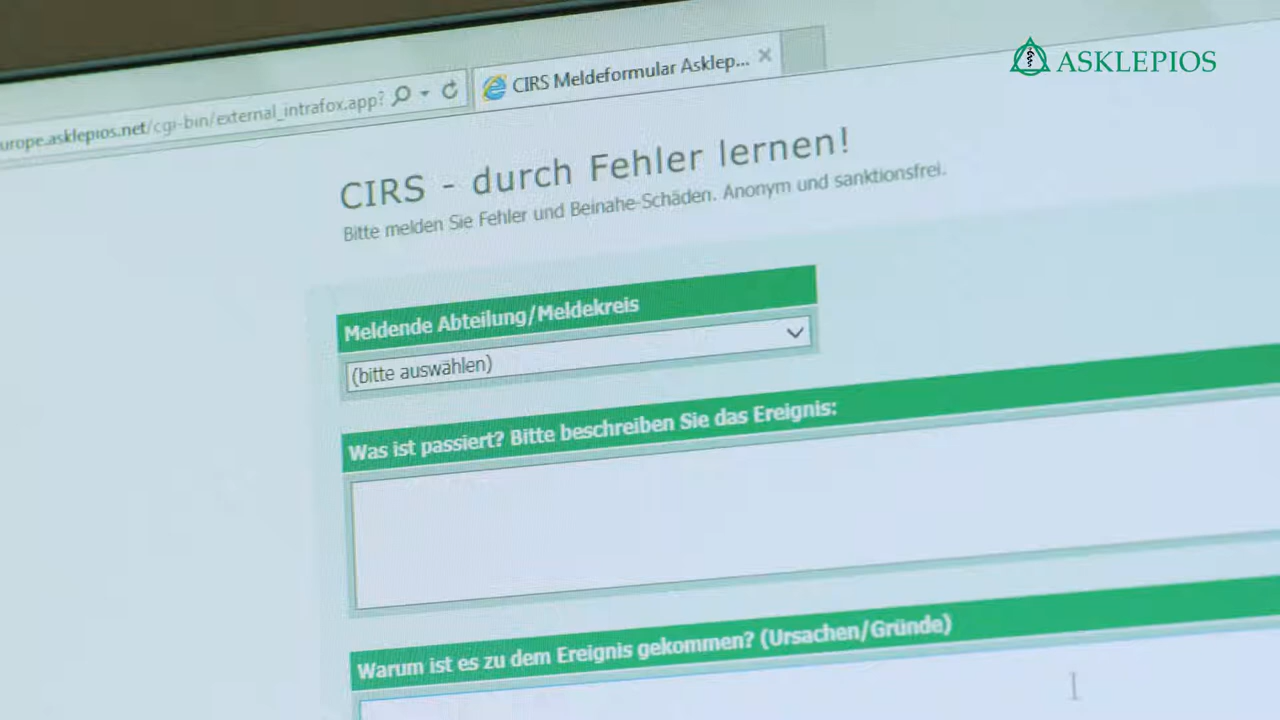 ASKLEPIOS
urope.asklepios.net/cgi-bin/external_intrafox.app?
CIRS Meldeformular Asklep...
CIRS - durch Fehler lernen!
Bitte melden Sie Fehler und Beinahe-Schäden. Anonym und sanktionsfrei.
Meldende Abteilung/Meldekreis
(bitte auswählen)
Was ist passiert? Bitte beschreiben Sie das Ereignis:
Warum ist es zu dem Ereignis gekommen? (Ursachen/Gründe)